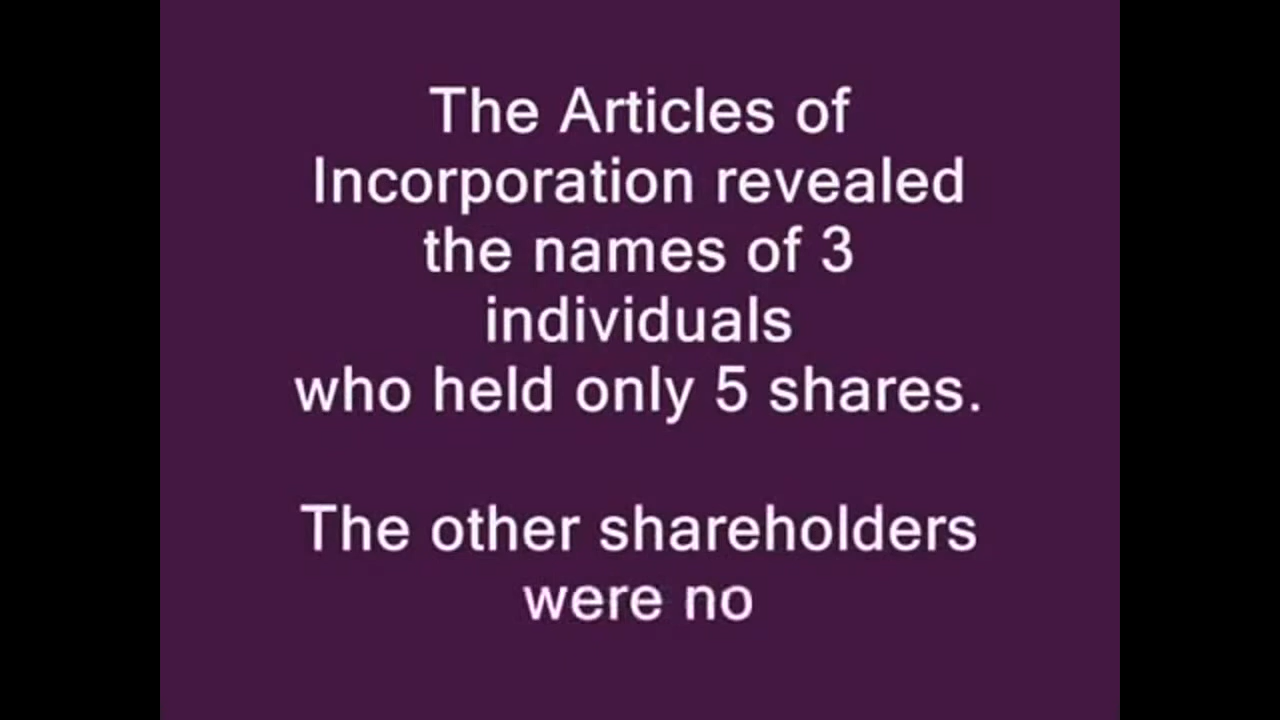 The Articles of
Incorporation revealed
the names of 3
individuals
who held only 5 shares.
The other shareholders
were no